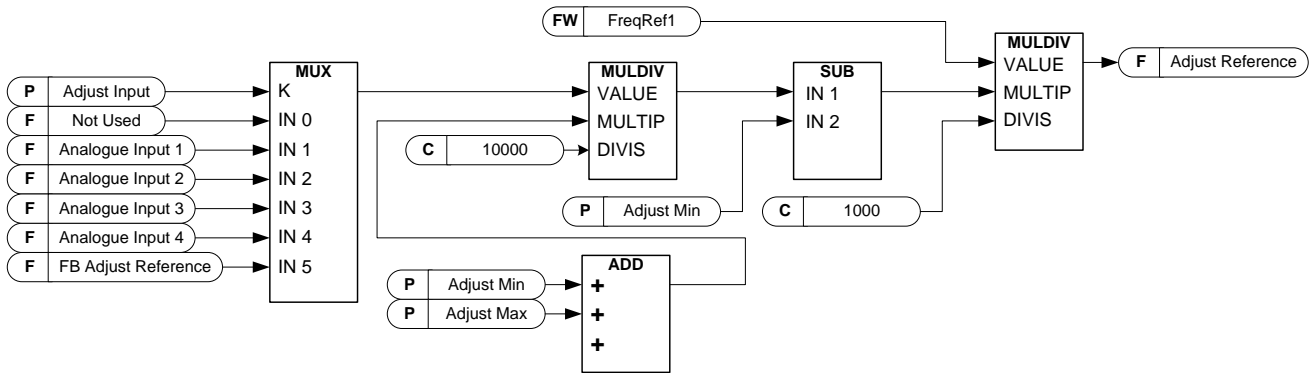 FW FreqRef1
MUX
P Adjust Input
K
F Not Used
IN 0
F Analogue Input 1
IN 1
F Analogue Input 2
IN 2
F Analogue Input 3
IN 3
F Analogue Input 4
IN 4
F FB Adjust Reference
IN 5
MULDIV
VALUE
MULTIP
C 10000
DIVIS
SUB
IN 1
IN 2
P Adjust Min
C 1000
MULDIV
VALUE
MULTIP
DIVIS
F Adjust Reference
ADD
P Adjust Min
+
P Adjust Max
+
+